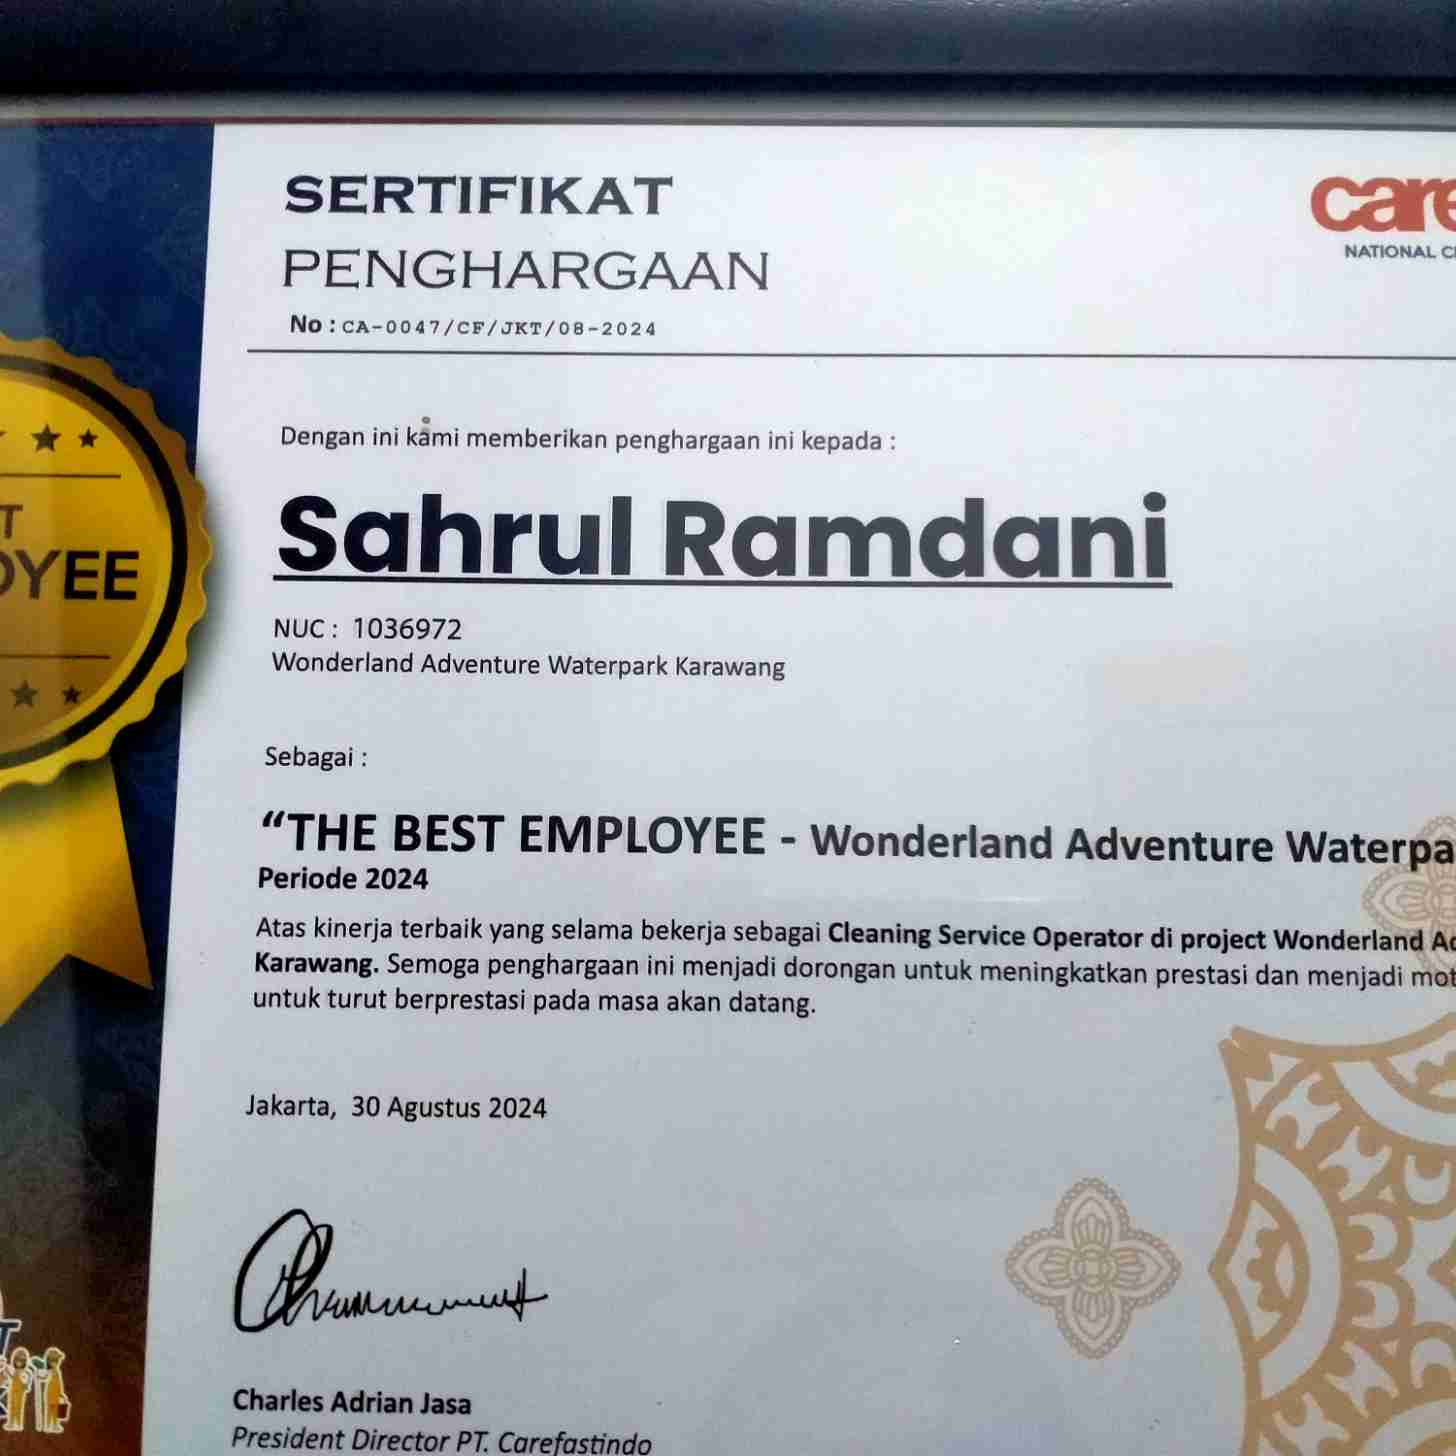 SERTIFIKAT
PENGHARGAAN
No : CA-0047/CF/JKT/08-2024
care
NATIONAL
Dengan ini kami memberikan penghargaan ini kepada :
Sahrul Ramdani
NUC : 1036972
Wonderland Adventure Waterpark Karawang
Sebagai :
“THE BEST EMPLOYEE - Wonderland Adventure Waterpa
Periode 2024
Atas kinerja terbaik yang selama bekerja sebagai Cleaning Service Operator di project Wonderland Ad
Karawang. Semoga penghargaan ini menjadi dorongan untuk meningkatkan prestasi dan menjadi mot
untuk turut berprestasi pada masa akan datang.
Jakarta, 30 Agustus 2024
Charles Adrian Jasa
President Director PT. Carefastindo
T
OYEE